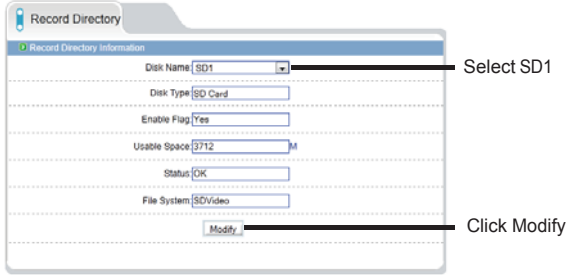 Record Directory
Record Directory Information
Disk Name: SD1
Select SD1
Disk Type: SD Card
Enable Flag: Yes
Usable Space: 3712 M
Status: OK
File System: SDVideo
Modify
Click Modify